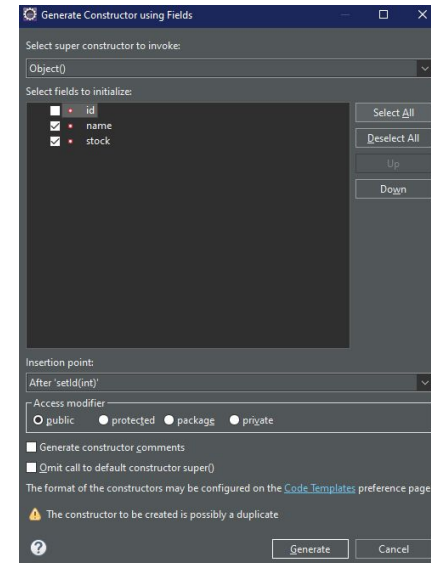 Generate Constructor using Fields
Select super constructor to invoke:
Object()
Select fields to initialize:
id
name
stock
Select All
Deselect All
Up
Down
Insertion point:
After 'setId(int)'
Access modifier
public protected package private
Generate constructor comments
Omit call to default constructor super()
The format of the constructors may be configured on the Code Templates preference page
The constructor to be created is possibly a duplicate
Generate Cancel